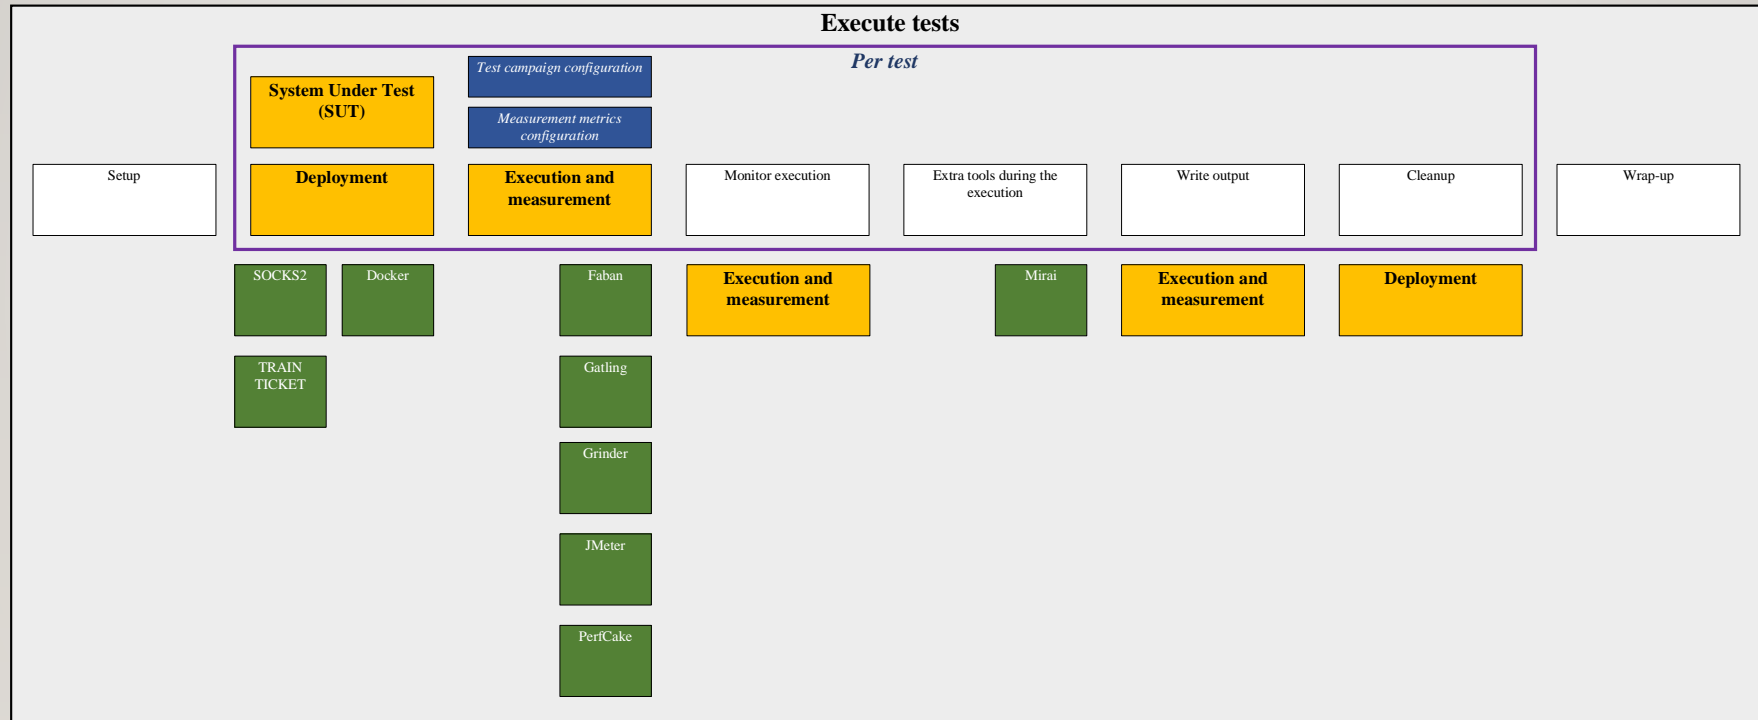 Execute tests
Per test
Test campaign configuration
System Under Test
(SUT)
Measurement metrics
configuration
Setup
Deployment
Execution and
measurement
Monitor execution
Extra tools during the
execution
Write output
Cleanup
Wrap-up
SOCKS2
Docker
Faban
Execution and
measurement
Mirai
Execution and
measurement
Deployment
TRAIN
TICKET
Gatling
Grinder
JMeter
PerfCake